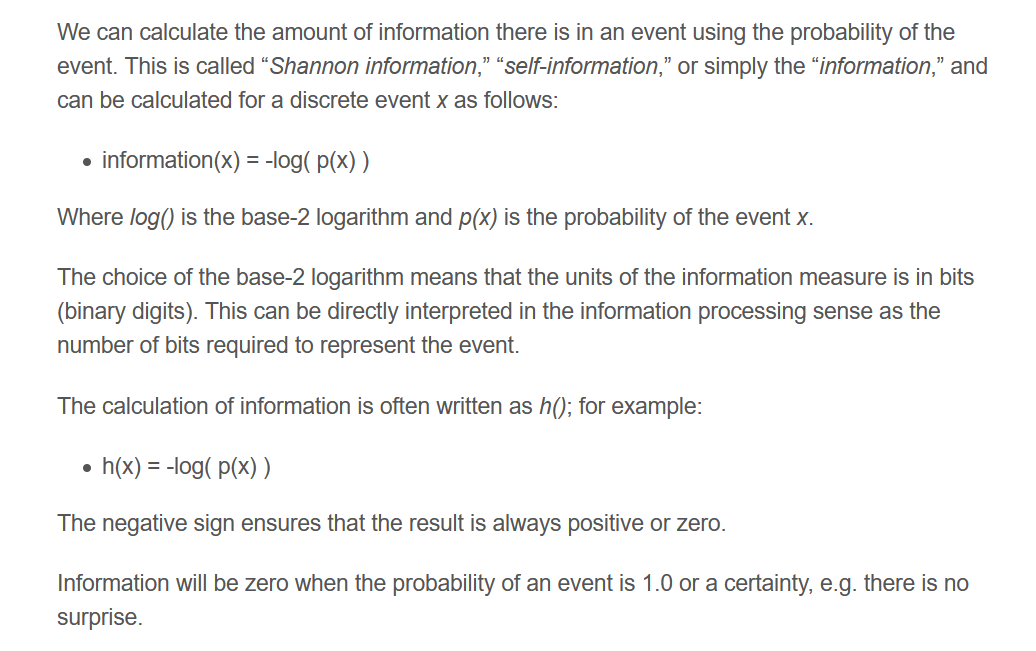 We can calculate the amount of information there is in an event using the probability of the
event. This is called “Shannon information,” “self-information,” or simply the “information,” and
can be calculated for a discrete event x as follows:
• information(x) = -log( p(x) )
Where log() is the base-2 logarithm and p(x) is the probability of the event x.
The choice of the base-2 logarithm means that the units of the information measure is in bits
(binary digits). This can be directly interpreted in the information processing sense as the
number of bits required to represent the event.
The calculation of information is often written as h(); for example:
• h(x) = -log( p(x) )
The negative sign ensures that the result is always positive or zero.
Information will be zero when the probability of an event is 1.0 or a certainty, e.g. there is no
surprise.